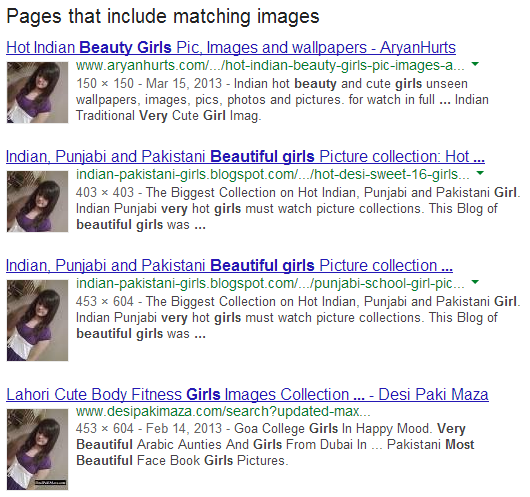 Pages that include matching images
Hot Indian Beauty Girls Pic, Images and wallpapers - AryanHurts
www.aryanhurts.com/.../hot-indian-beauty-girls-pic-images-a...
150 × 150 - Mar 15, 2013 - Indian hot beauty and cute girls unseen
wallpapers, images, pics, photos and pictures. for watch in full ... Indian
Traditional Very Cute Girl Imag.
Indian, Punjabi and Pakistani Beautiful girls Picture collection: Hot ...
indian-pakistani-girls.blogspot.com/.../hot-desi-sweet-16-girls...
403 × 403 - The Biggest Collection on Hot Indian, Punjabi and Pakistani Girl.
Indian Punjabi very hot girls must watch picture collections. This Blog of
beautiful girls was ...
Indian, Punjabi and Pakistani Beautiful girls Picture collection ...
indian-pakistani-girls.blogspot.com/.../punjabi-school-girl-pic...
453 × 604 - The Biggest Collection on Hot Indian, Punjabi and Pakistani Girl.
Indian Punjabi very hot girls must watch picture collections. This Blog of
beautiful girls was ...
Lahori Cute Body Fitness Girls Images Collection ... - Desi Paki Maza
www.desipakimaza.com/search?updated-max...
453 × 604 - Feb 14, 2013 - Goa College Girls In Happy Mood. Very
Beautiful Arabic Aunties And Girls From Dubai In ... Pakistani Most
Beautiful Face Book Girls Pictures.